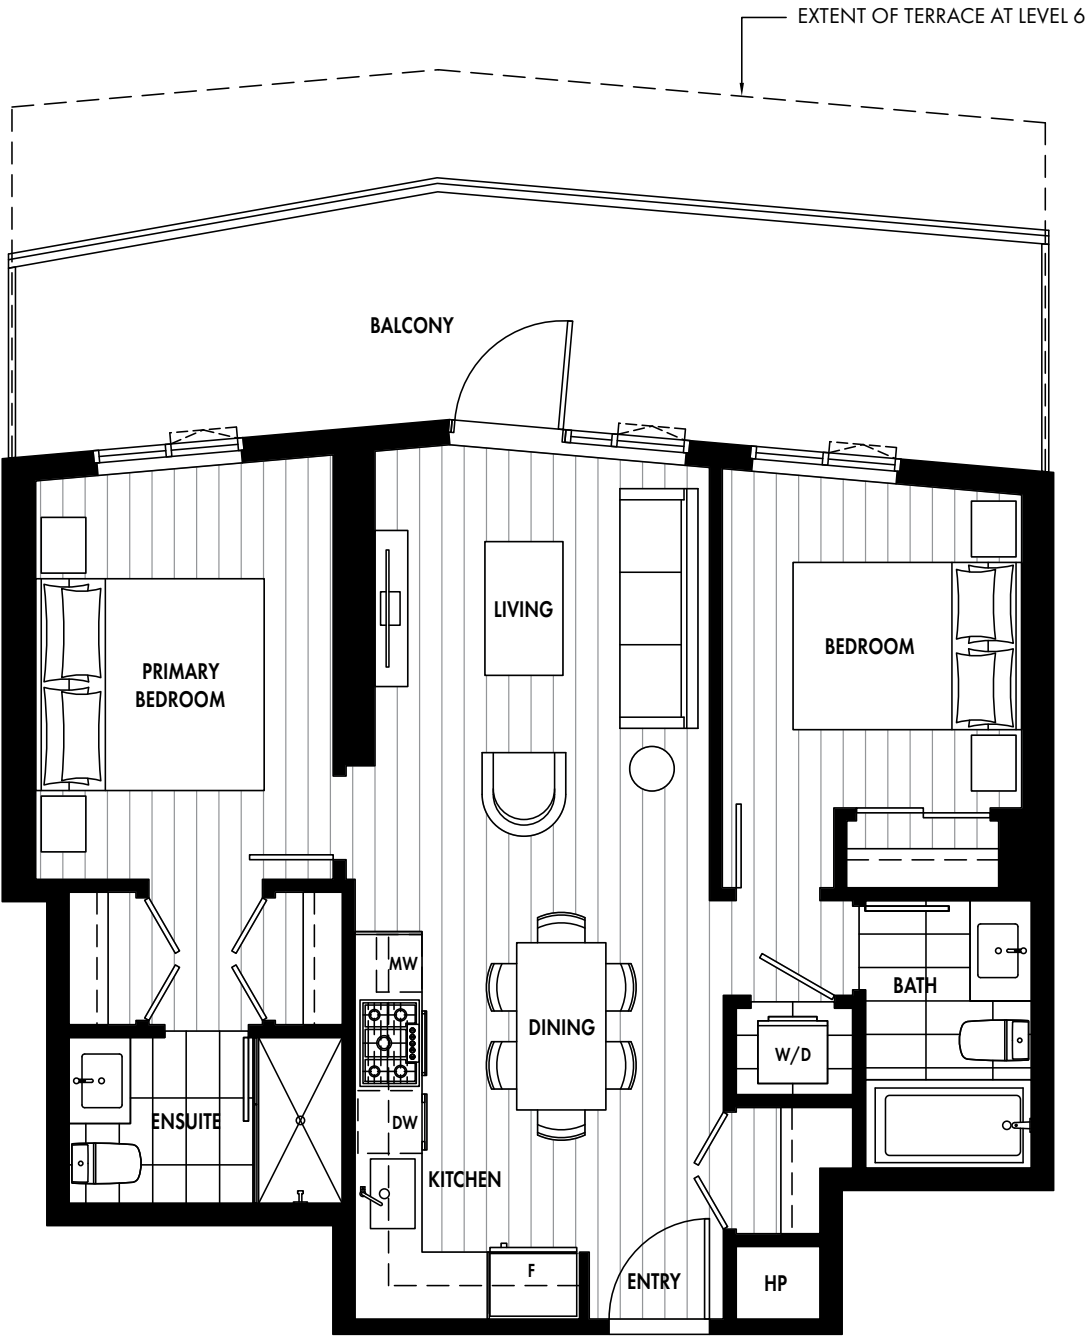 EXTENT OF TERRACE AT LEVEL 6
BALCONY
LIVING
BEDROOM
PRIMARY
BEDROOM
MW
BATH
DINING
W/D
ENSUITE
DW
KITCHEN
F
ENTRY
HP